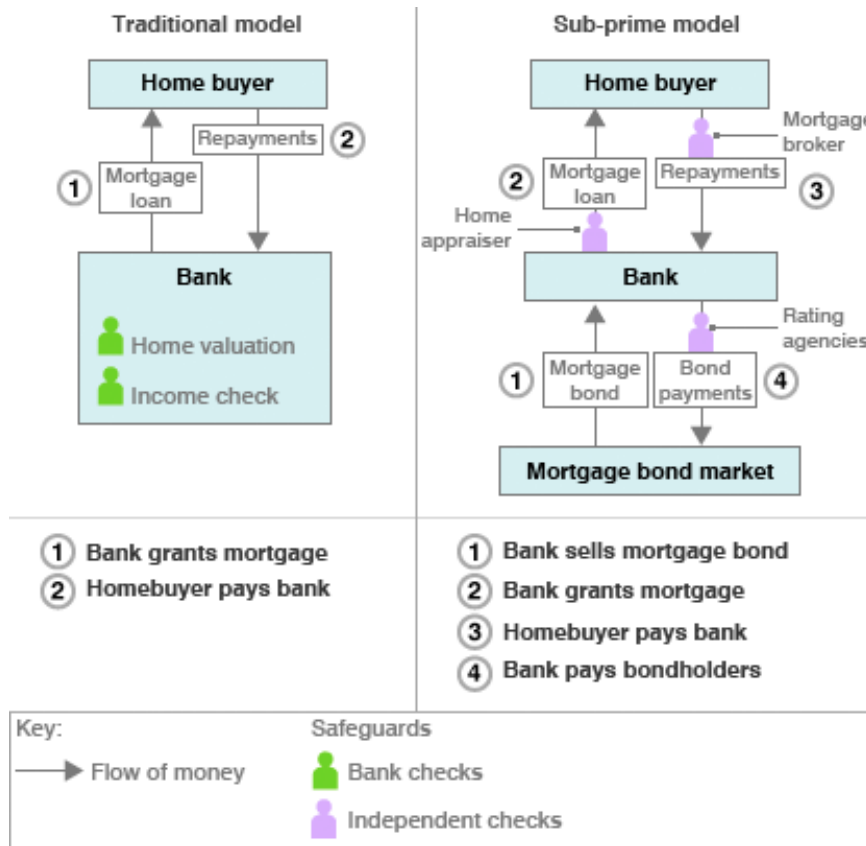 Traditional model
Home buyer
Repayments
2
1
Mortgage
loan
Bank
Home valuation
Income check
1 Bank grants mortgage
2 Homebuyer pays bank
Sub-prime model
Home buyer
Mortgage
broker
2
Mortgage
loan
Repayments
3
Home
appraiser
Bank
Rating
agencies
1
Mortgage
bond
Bond
payments
4
Mortgage bond market
1 Bank sells mortgage bond
2 Bank grants mortgage
3 Homebuyer pays bank
4 Bank pays bondholders
Key:
Flow of money
Safeguards
Bank checks
Independent checks